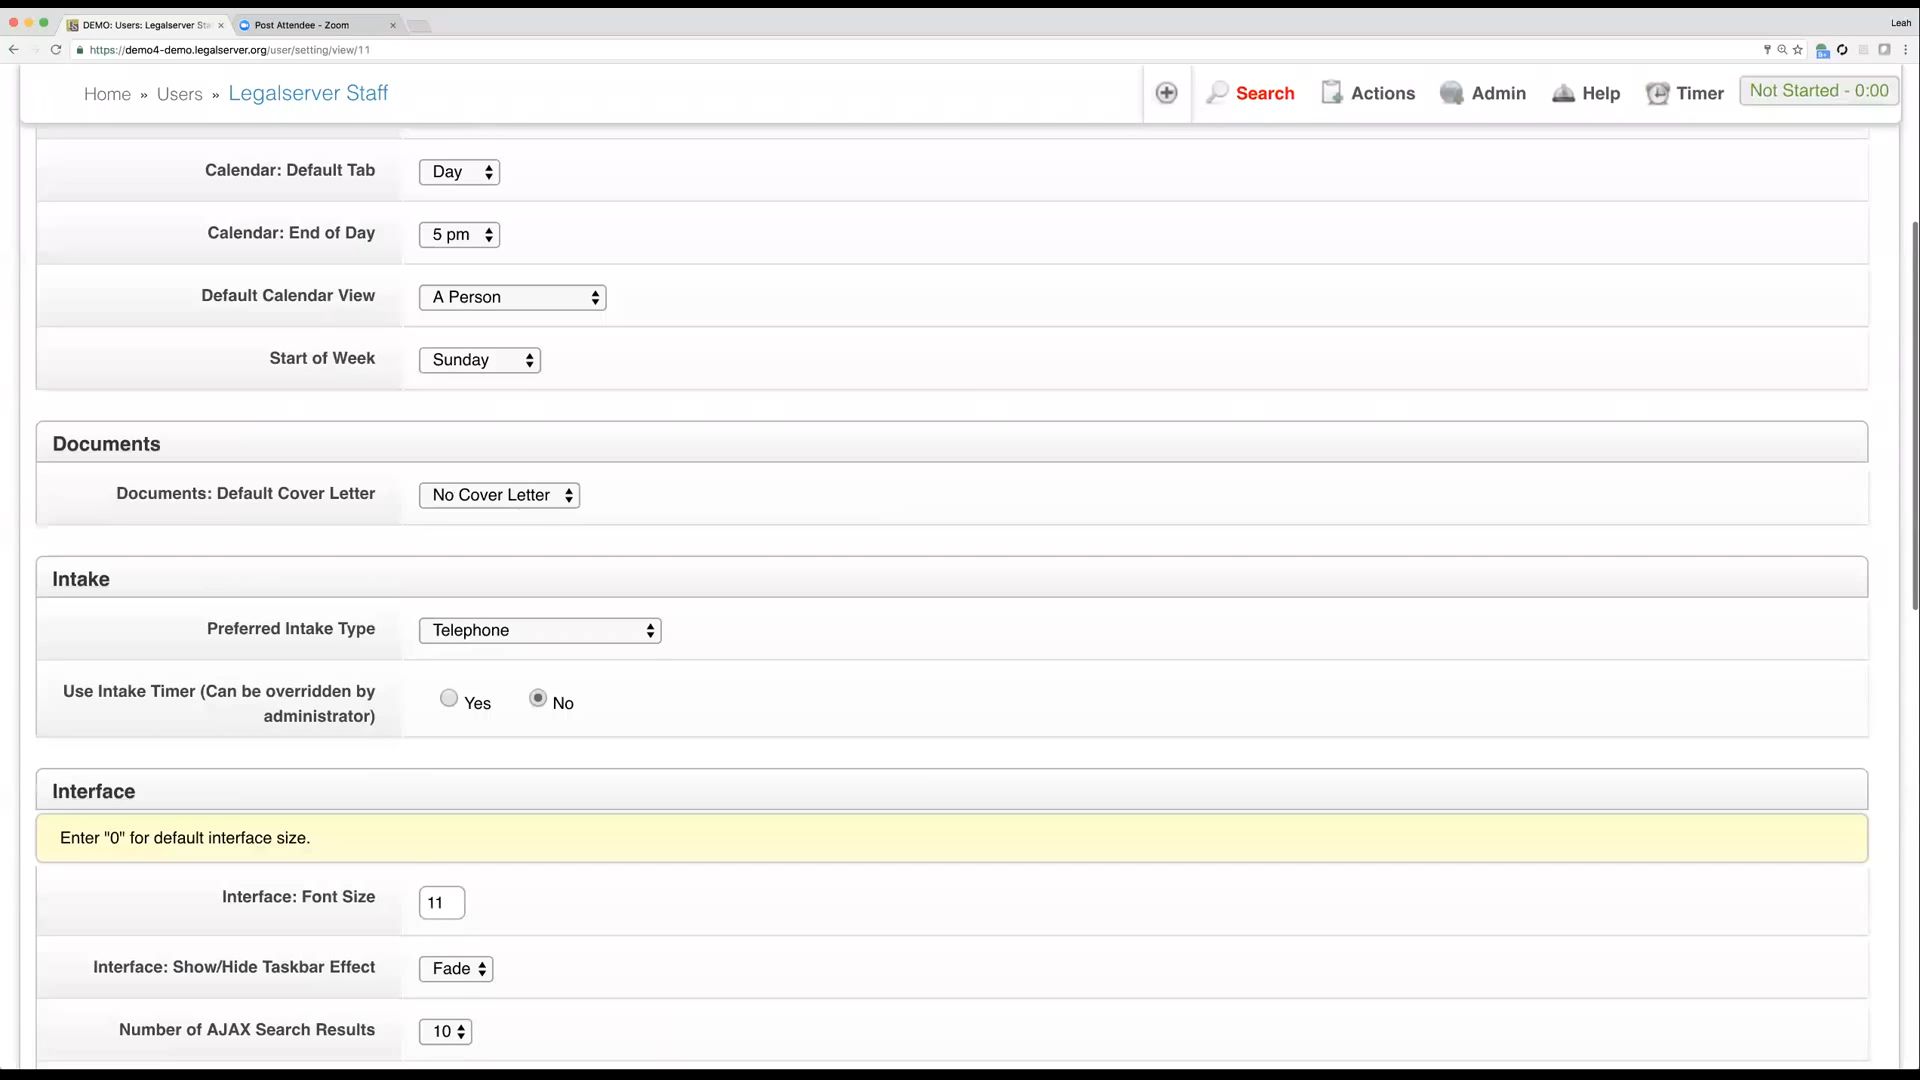 Leah
DEMO: Users: Legalserver Sta
Post Attendee - Zoom
https://demo4-demo.legalserver.org/user/setting/view/11
Home » Users » Legalserver Staff
Search
Actions
Admin
Help
Timer
Not Started - 0:00
Calendar: Default Tab
Day
Calendar: End of Day
5 pm
Default Calendar View
A Person
Start of Week
Sunday
Documents
Documents: Default Cover Letter
No Cover Letter
Intake
Preferred Intake Type
Telephone
Use Intake Timer (Can be overridden by
administrator)
Yes
No
Interface
Enter "0" for default interface size.
Interface: Font Size
11
Interface: Show/Hide Taskbar Effect
Fade
Number of AJAX Search Results
10